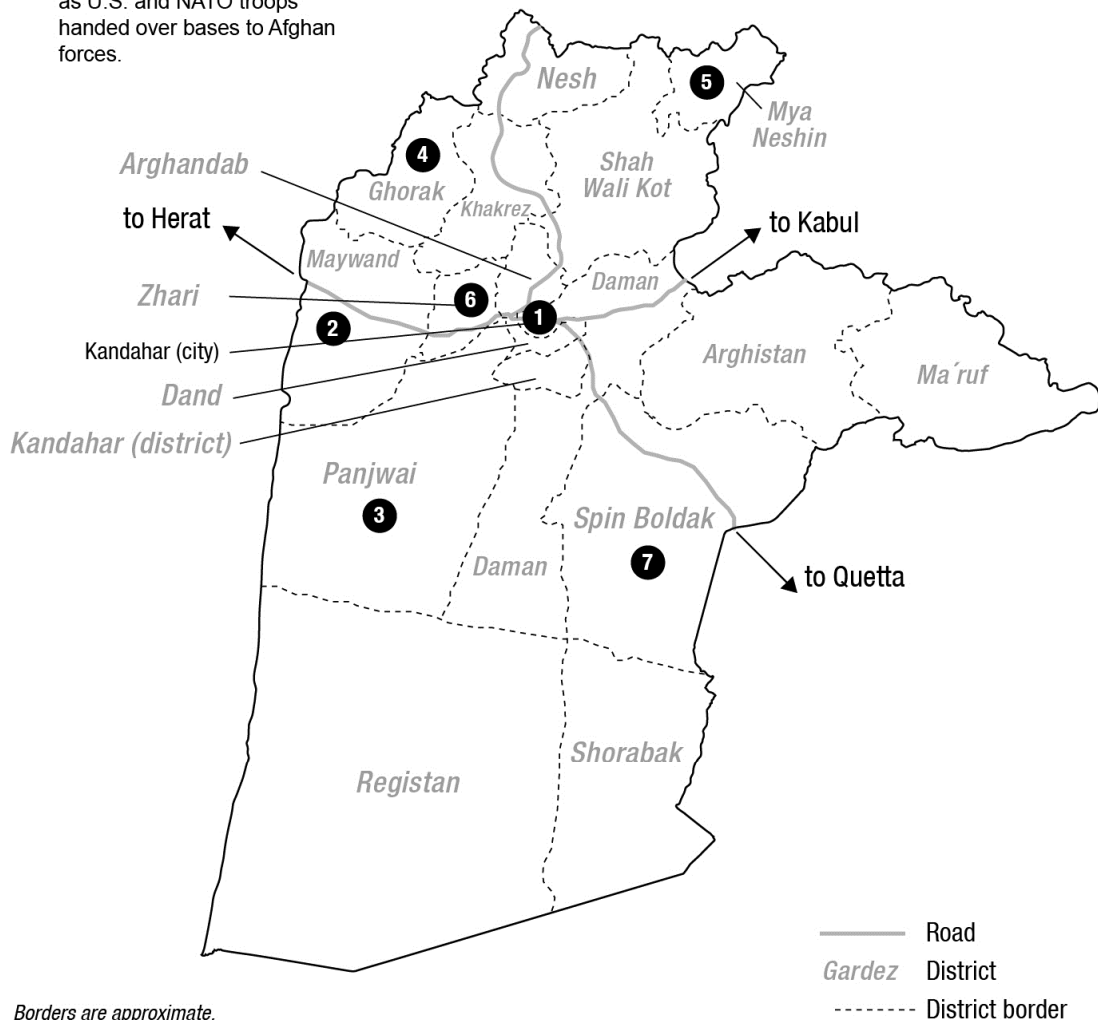 as U.S. and NATO troops
handed over bases to Afghan
forces.
Nesh
5
Mya
Neshin
4
Arghandab
Ghorak
Shah
Wali Kot
Khakrez
to Herat
to Kabul
Maywand
Daman
Zhari
6
1
2
Kandahar (city)
Arghistan
Ma´ruf
Dand
Kandahar (district)
Panjwai
3
Spin Boldak
Daman
7
to Quetta
Registan
Shorabak
Road
Gardez
District
District border
Borders are approximate.